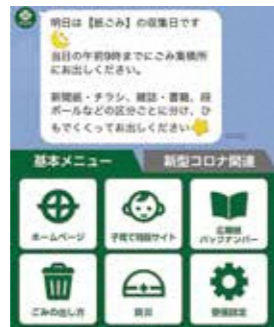 明日は【紙ごみ】の収集日です
当日の午前9時までにごみ集積所
にお出しください。
新聞紙・チラシ、雑誌・書籍、段
ボールなどの区分ごとに分け、ひ
もでくくってお出しください
基本メニュー
新型コロナ関連
ホームページ
子育て特設サイト
広報紙
バックナンバー
ごみの出し方
防災
受信設定